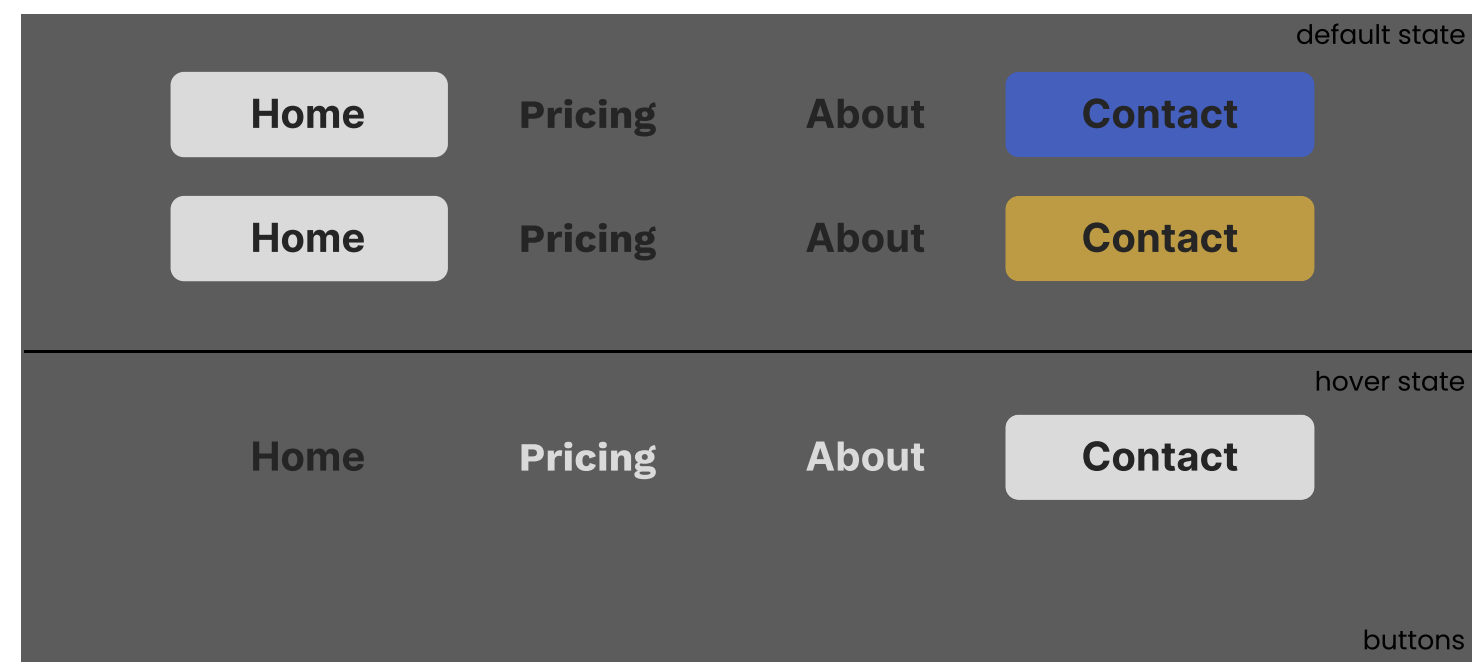 default state
Home Pricing About Contact
Home Pricing About Contact
hover state
Home Pricing About Contact
buttons